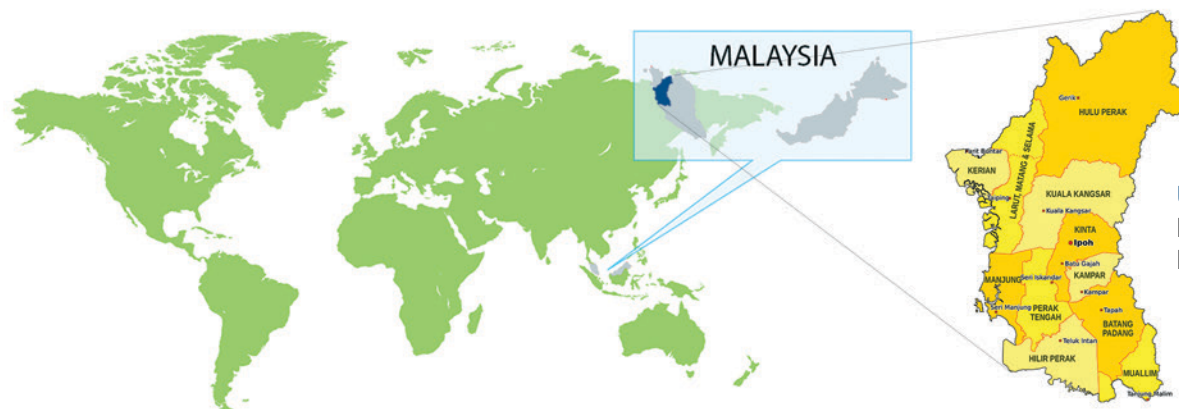 MALAYSIA
Gerik
HULU PERAK
Parit Buntar
KERIAN
LARUT, MATANG & SELAMA
KUALA KANGSAR
Kuala Kangsar
KINTA
Ipoh
Batu Gajah
Seri Iskandar
KAMPAR
MANJUNG
Kampar
Seri Manjung
PERAK
TENGAH
Tapah
BATANG
PADANG
Teluk Intan
HILIR PERAK
MUALLIM
Tanjung Malim